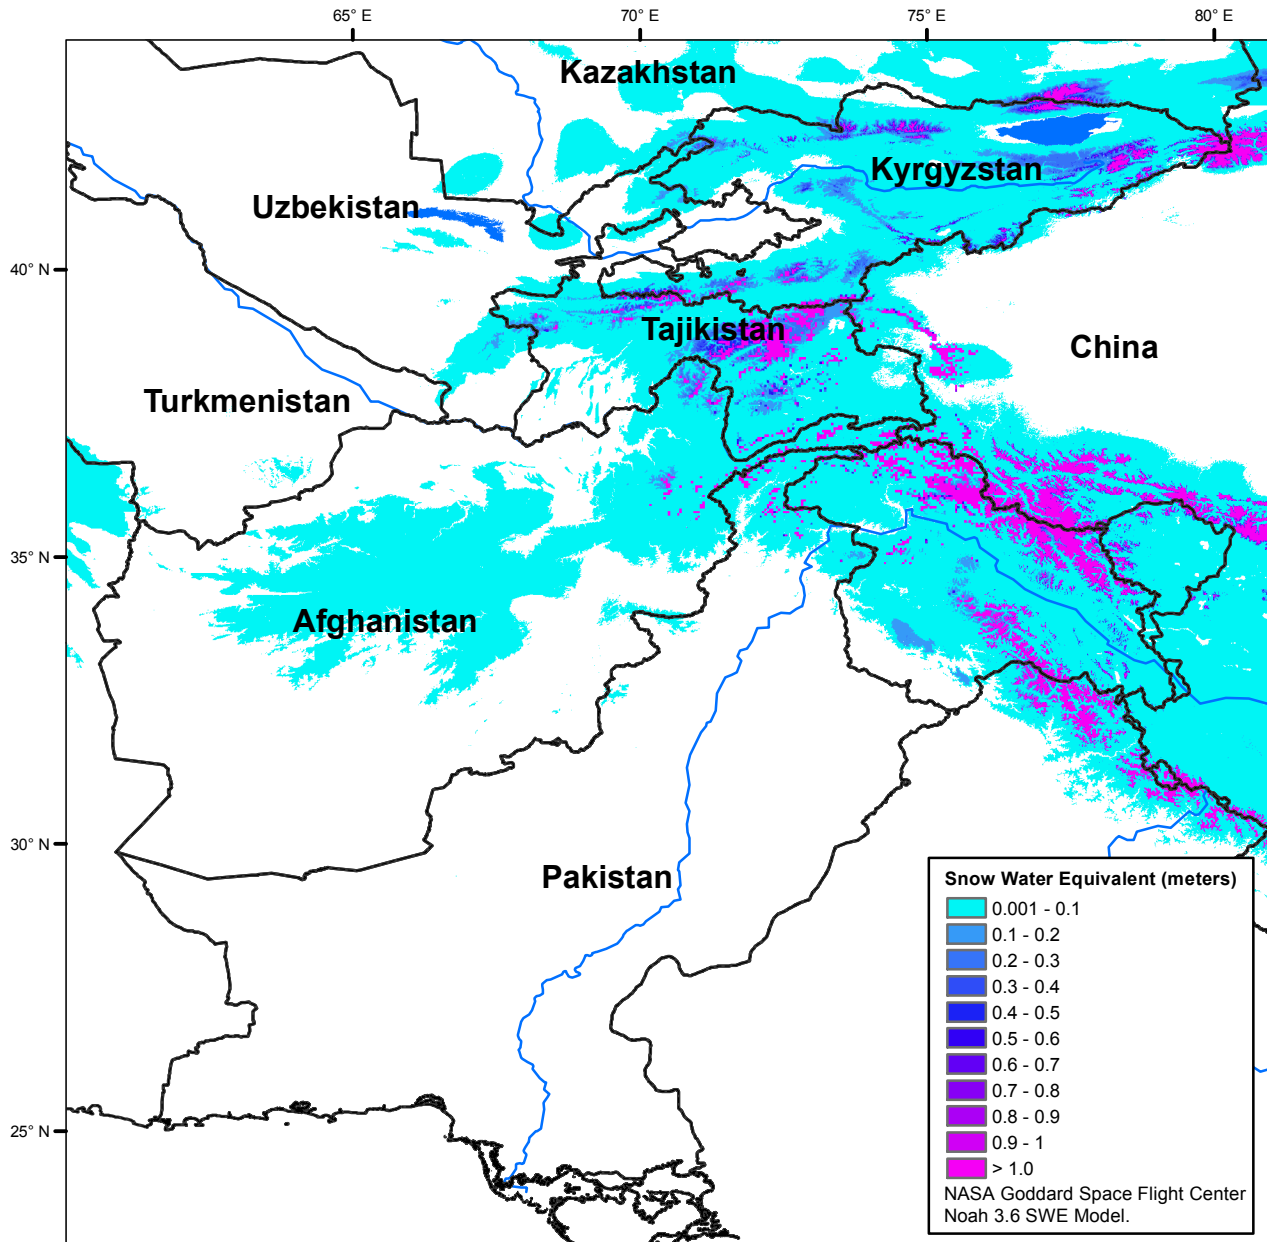 65° E
70° E
75° E
80° E
Kazakhstan
Kyrgyzstan
Uzbekistan
40° N
Tajikistan
China
Turkmenistan
35° N
Afghanistan
30° N
Pakistan
25° N
Snow Water Equivalent (meters)
0.001 - 0.1
0.1 - 0.2
0.2 - 0.3
0.3 - 0.4
0.4 - 0.5
0.5 - 0.6
0.6 - 0.7
0.7 - 0.8
0.8 - 0.9
0.9 - 1
> 1.0
NASA Goddard Space Flight Center
Noah 3.6 SWE Model.